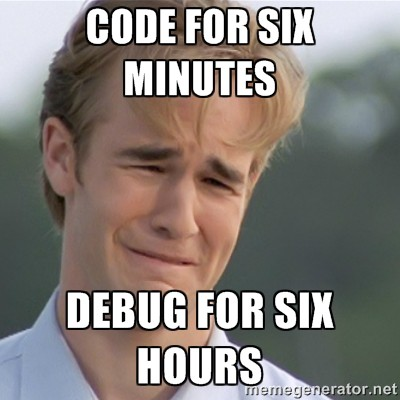 CODE FOR SIX
MINUTES
DEBUG FOR SIX
HOURS
memegenerator.net